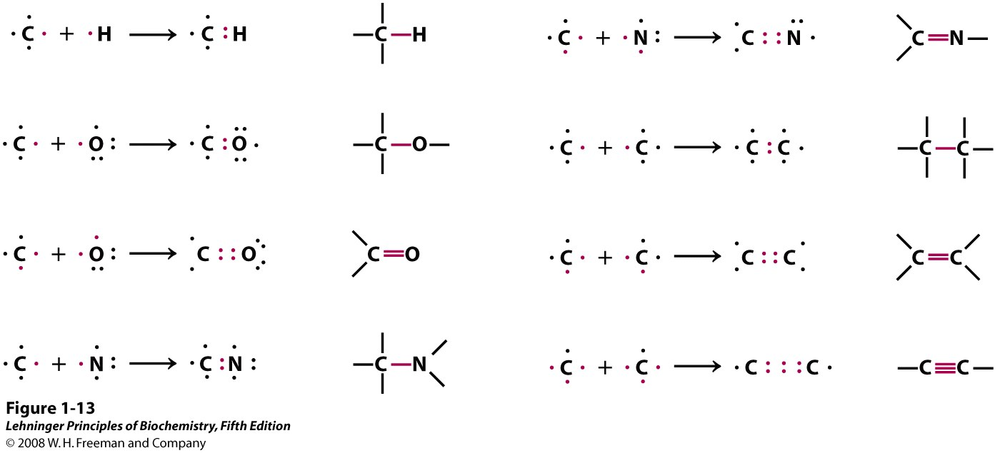 ·C· + ·H ⟶ ·C:H —C—H
·C· + ·O: ⟶ ·C:O· —C—O—
·C· + ·O: ⟶ C::O C=O
·C· + ·N: ⟶ ·C:N: —C—N
·C· + ·N: ⟶ C::N· C=N—
·C· + ·C· ⟶ ·C:C· —C—C—
·C· + ·C· ⟶ C::C C=C
·C· + ·C· ⟶ ·C:::C· —C≡C—
Figure 1-13
Lehninger Principles of Biochemistry, Fifth Edition
© 2008 W. H. Freeman and Company